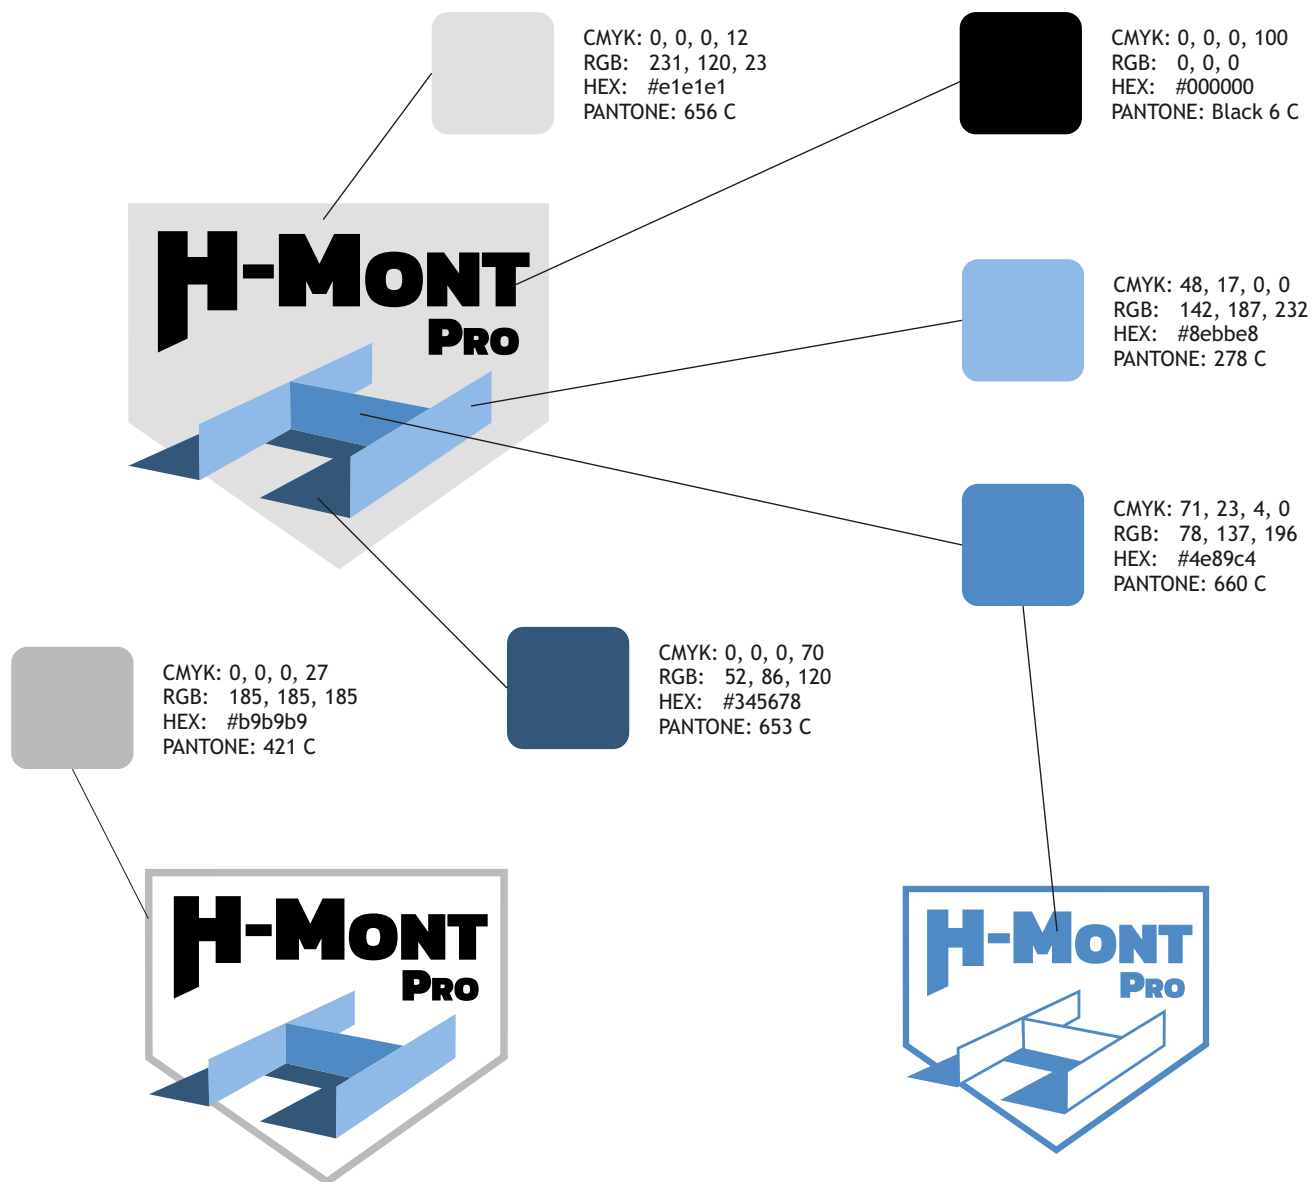 CMYK: 0, 0, 0, 12
RGB: 231, 120, 23
HEX: #e1e1e1
PANTONE: 656 C
CMYK: 0, 0, 0, 100
RGB: 0, 0, 0
HEX: #000000
PANTONE: Black 6 C
H-MONT
PRO
CMYK: 48, 17, 0, 0
RGB: 142, 187, 232
HEX: #8ebbe8
PANTONE: 278 C
CMYK: 71, 23, 4, 0
RGB: 78, 137, 196
HEX: #4e89c4
PANTONE: 660 C
CMYK: 0, 0, 0, 27
RGB: 185, 185, 185
HEX: #b9b9b9
PANTONE: 421 C
CMYK: 0, 0, 0, 70
RGB: 52, 86, 120
HEX: #345678
PANTONE: 653 C
H-MONT
PRO
H-MONT
PRO